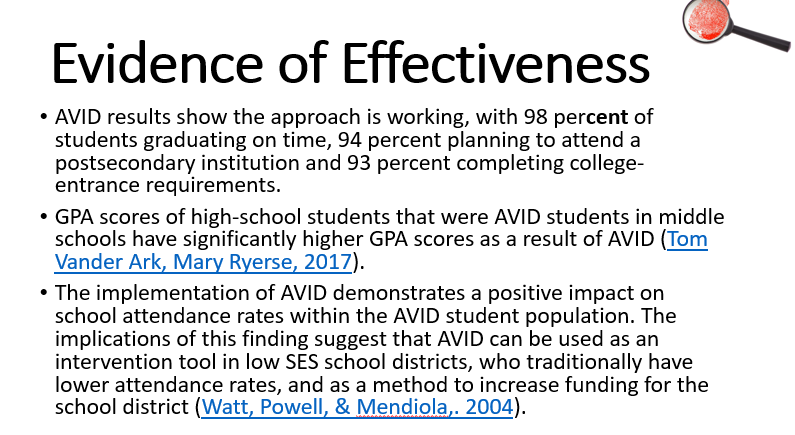 Evidence of Effectiveness
• AVID results show the approach is working, with 98 percent of
students graduating on time, 94 percent planning to attend a
postsecondary institution and 93 percent completing college-
entrance requirements.
• GPA scores of high-school students that were AVID students in middle
schools have significantly higher GPA scores as a result of AVID (Tom
Vander Ark, Mary Ryerse, 2017).
• The implementation of AVID demonstrates a positive impact on
school attendance rates within the AVID student population. The
implications of this finding suggest that AVID can be used as an
intervention tool in low SES school districts, who traditionally have
lower attendance rates, and as a method to increase funding for the
school district (Watt, Powell, & Mendiola,. 2004).